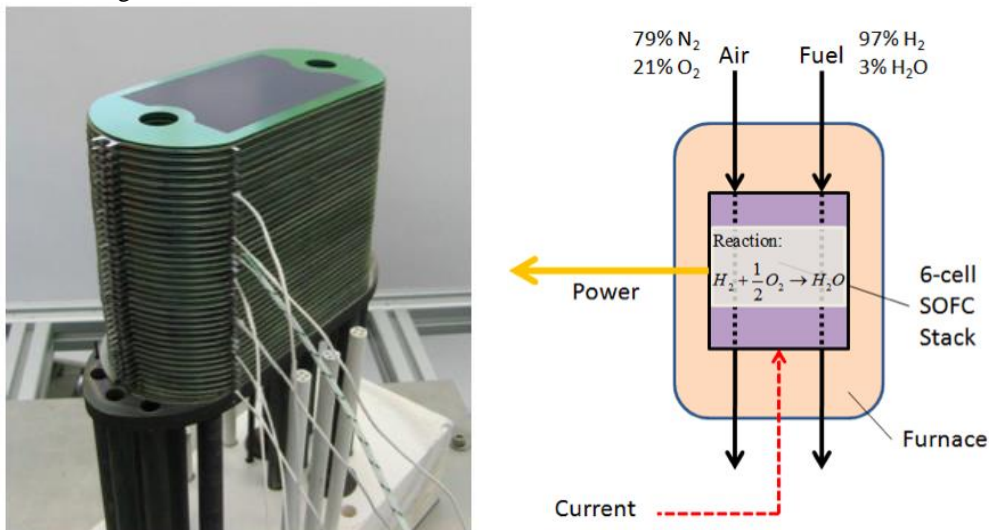 79% N₂
21% O₂
Air
Fuel
97% H₂
3% H₂O
Reaction:
H₂ + 1/2 O₂ → H₂O
Power
6-cell
SOFC
Stack
Furnace
Current